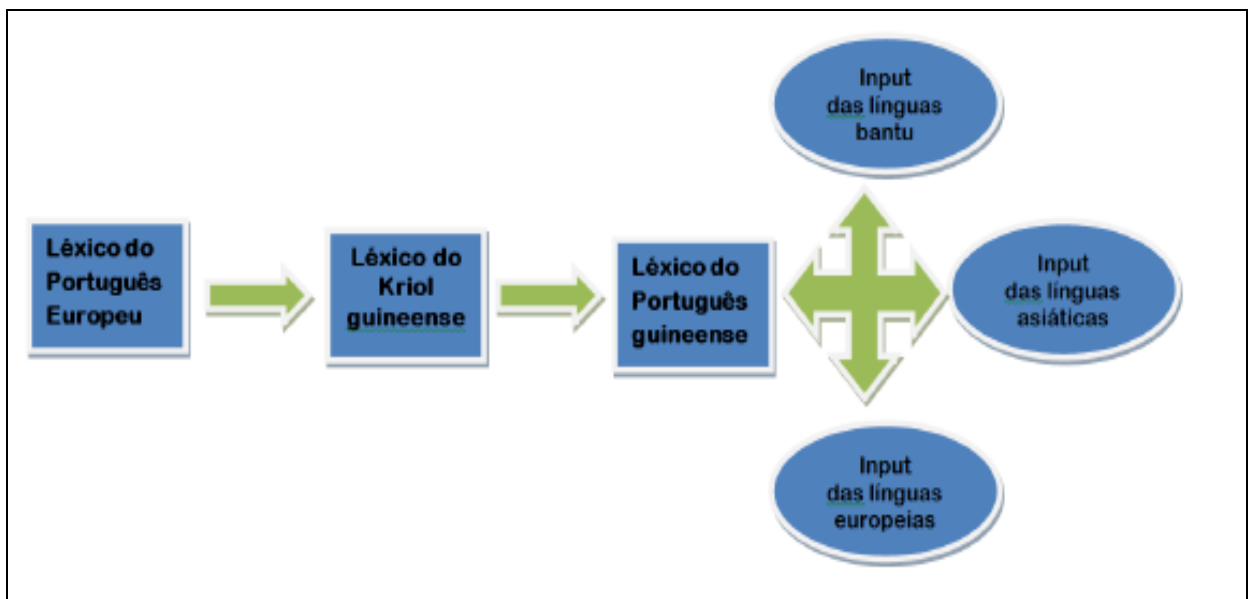 Léxico do
Português
Europeu
Léxico do
Kriol
guineense
Léxico do
Português
guineense
Input
das línguas
bantu
Input
das línguas
asiáticas
Input
das línguas
europeias